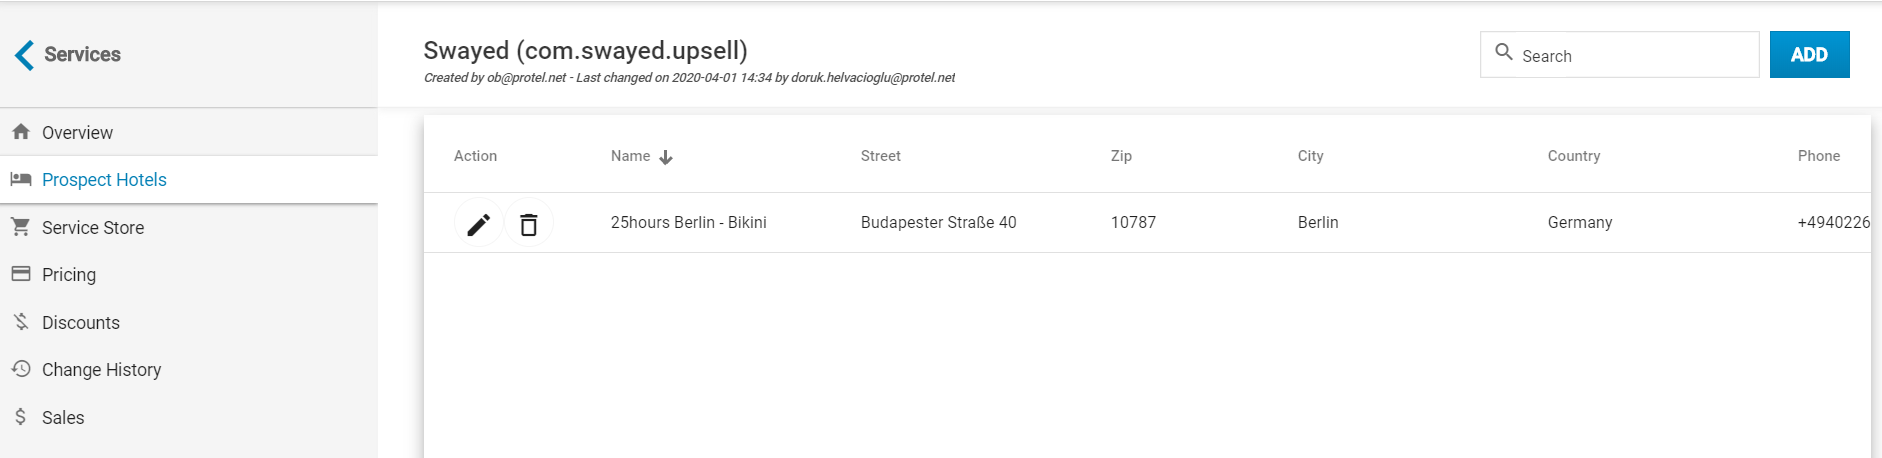 Services
Swayed (com.swayed.upsell)
Created by ob@protel.net - Last changed on 2020-04-01 14:34 by doruk.helvacioglu@protel.net
Search
ADD
Overview
Prospect Hotels
Service Store
Pricing
Discounts
Change History
Sales
Action Name Street Zip City Country Phone
25hours Berlin - Bikini Budapester Straße 40 10787 Berlin Germany +4940226